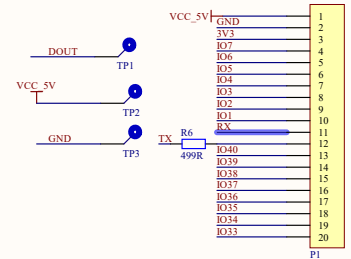 VCC_5V 1
GND 2
3V3 3
IO7 4
IO6 5
IO5 6
IO4 7
IO3 8
IO2 9
IO1 10
RX 11
TX R6 499R 12
IO40 13
IO39 14
IO38 15
IO37 16
IO36 17
IO35 18
IO34 19
IO33 20
P1
DOUT
TP1
VCC_5V
TP2
GND
TP3